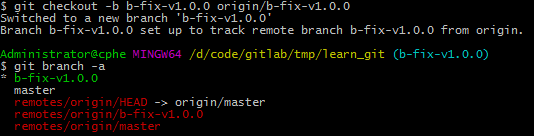 $ git checkout -b b-fix-v1.0.0 origin/b-fix-v1.0.0
Switched to a new branch 'b-fix-v1.0.0'
Branch b-fix-v1.0.0 set up to track remote branch b-fix-v1.0.0 from origin.
Administrator@cphe MINGW64 /d/code/gitlab/tmp/learn_git (b-fix-v1.0.0)
$ git branch -a
* b-fix-v1.0.0
master
remotes/origin/HEAD -> origin/master
remotes/origin/b-fix-v1.0.0
remotes/origin/master